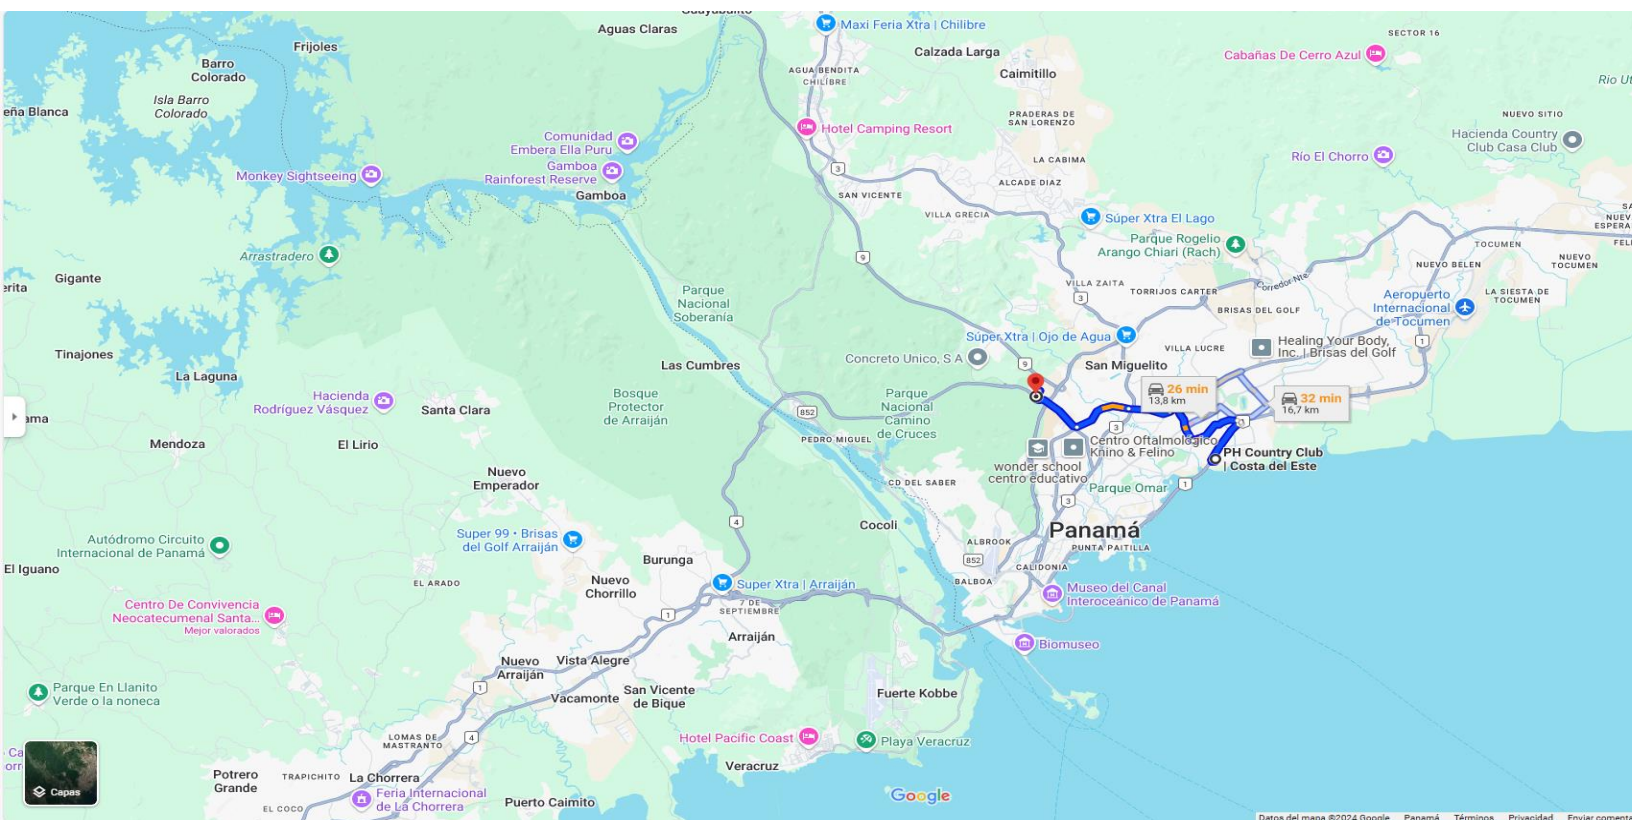 Guayabalito
Maxi Feria Xtra | Chilibre
Aguas Claras
SECTOR 16
Frijoles
Calzada Larga
Cabañas De Cerro Azul
Barro
Colorado
AGUA BENDITA
CHILIBRE
Caimitillo
Rio
Isla Barro
Colorado
eña Blanca
PRADERAS DE
SAN LORENZO
NUEVO SITIO
Hotel Camping Resort
Comunidad
Embera Ella Puru
Hacienda Country
Club Casa Club
Gamboa
Rainforest Reserve
LA CABIMA
Río El Chorro
Monkey Sightseeing
3
Gamboa
SAN VICENTE
ALCADE DIAZ
VILLA GRECIA
Súper Xtra El Lago
Parque Rogelio
Arango Chiari (Rach)
TOCUMEN
Arrastradero
9
NUEVO BELEN
NUEVO
TOCUMEN
Gigante
erita
Parque
Nacional
Soberanía
VILLA ZAITA
TORRIJOS CARTER
Corredor Nte.
LA SIESTA DE
TOCUMEN
3
Aeropuerto
Internacional
de Tocumen
BRISAS DEL GOLF
Súper Xtra | Ojo de Agua
1
Tinajones
Concreto Unico, S A
VILLA LUCRE
Healing Your Body,
Inc. | Brisas del Golf
La Laguna
Las Cumbres
9
San Miguelito
Hacienda
Rodríguez Vásquez
Santa Clara
Bosque
Protector
de Arraiján
Parque
Nacional
Camino
de Cruces
26 min
13,8 km
32 min
16,7 km
ama
852
3
Mendoza
El Lirio
PEDRO MIGUEL
Centro Oftalmologico
Knino & Felino
PH Country Club
| Costa del Este
wonder school
centro educativo
Nuevo
Emperador
CD DEL SABER
Parque Omar
1
3
4
Cocoli
Panamá
PUNTA PAITILLA
Autódromo Circuito
Internacional de Panamá
Super 99 • Brisas
del Golf Arraiján
ALBROOK
852
El Iguano
Burunga
CALIDONIA
EL ARADO
Nuevo
Chorrillo
Super Xtra | Arraiján
BALBOA
Museo del Canal
Interoceánico de Panamá
Centro De Convivencia
Neocatecumenal Santa...
Mejor valorados
1
7 DE
SEPTIEMBRE
Arraiján
Biomuseo
Nuevo
Arraiján
Vista Alegre
Parque En Llanito
Verde o la noneca
1
Vacamonte
San Vicente
de Bique
Fuerte Kobbe
LOMAS DE
MASTRANTO
4
Hotel Pacific Coast
Playa Veracruz
Capas
Potrero
Grande
TRAPICHITO
La Chorrera
Veracruz
EL COCO
Feria Internacional
de La Chorrera
Puerto Caimito
Google
Datos del mapa ©2024 Google Panamá Términos Privacidad